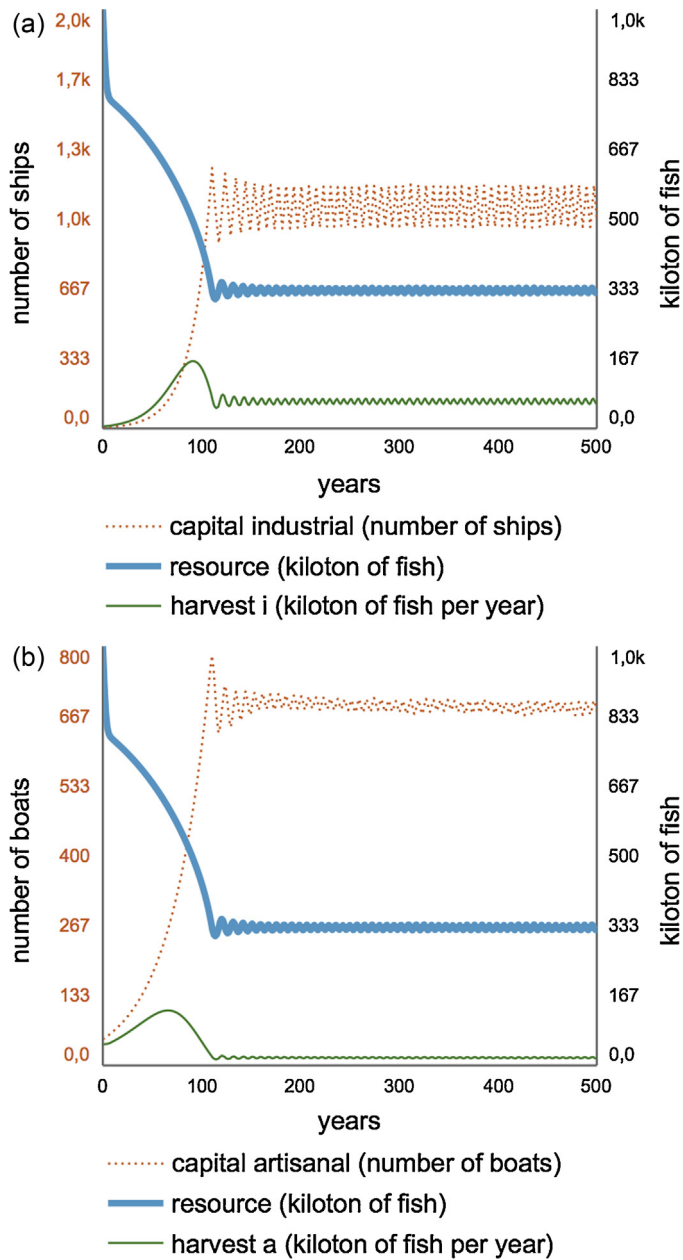 (a)
2,0k
1,7k
1,3k
1,0k
667
333
0,0
number of ships
1,0k
833
667
500
333
167
0,0
kiloton of fish
0 100 200 300 400 500
years
capital industrial (number of ships)
resource (kiloton of fish)
harvest i (kiloton of fish per year)
(b)
800
667
533
400
267
133
0,0
number of boats
1,0k
833
667
500
333
167
0,0
kiloton of fish
0 100 200 300 400 500
years
capital artisanal (number of boats)
resource (kiloton of fish)
harvest a (kiloton of fish per year)